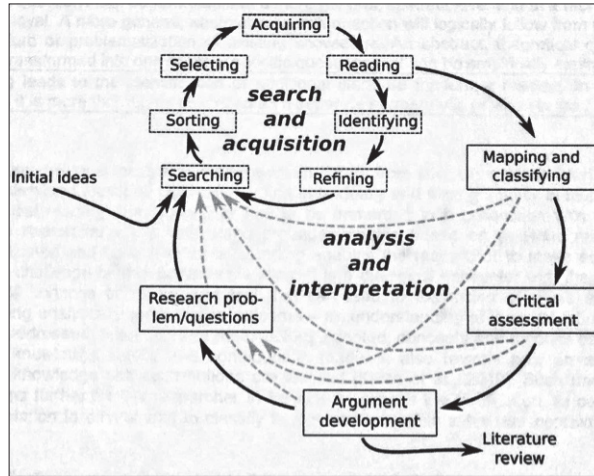 Acquiring
Selecting
Reading
search
and
acquisition
Sorting
Identifying
Searching
Refining
Initial ideas
Mapping and
classifying
analysis
and
interpretation
Research prob-
lem/question
Critical
assessment
Argument
development
Literature
review